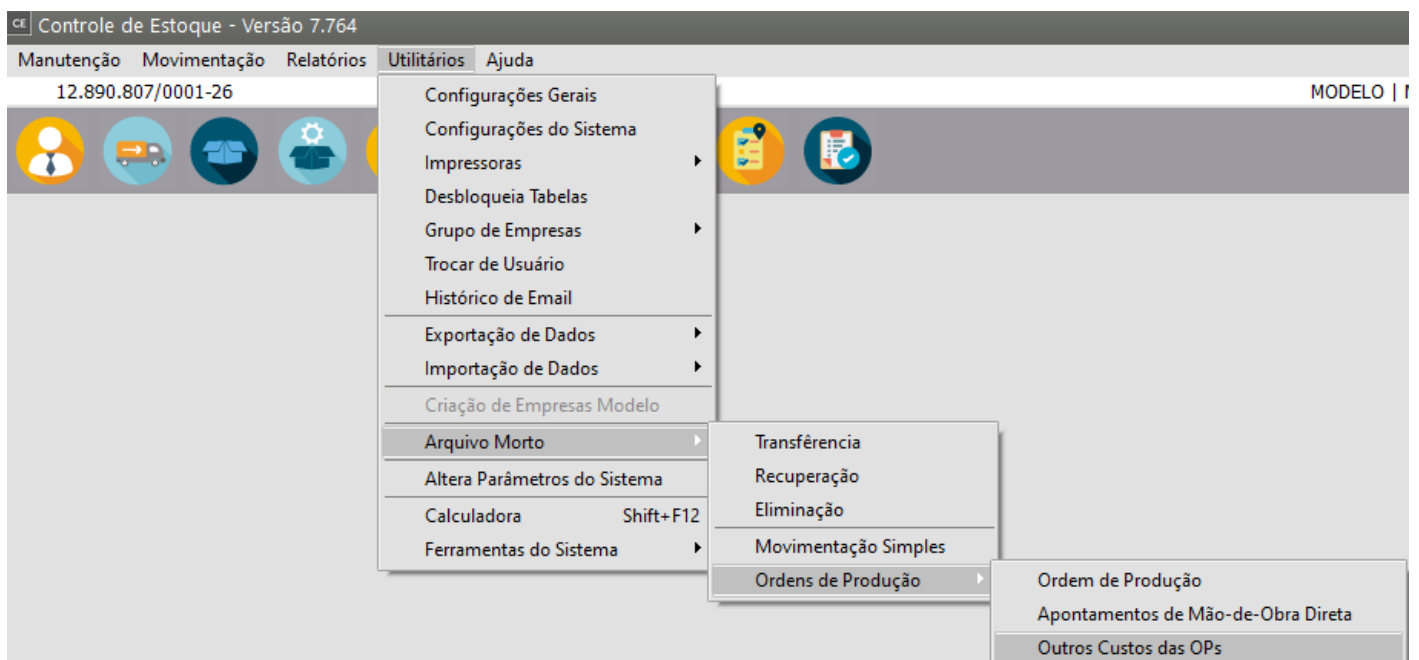 CE Controle de Estoque - Versão 7.764
Manutenção Movimentação Relatórios Utilitários Ajuda
12.890.807/0001-26 MODELO |
Configurações Gerais
Configurações do Sistema
Impressoras
Desbloqueia Tabelas
Grupo de Empresas
Trocar de Usuário
Histórico de Email
Exportação de Dados
Importação de Dados
Criação de Empresas Modelo
Arquivo Morto
Altera Parâmetros do Sistema
Calculadora Shift+F12
Ferramentas do Sistema
Transfêrencia
Recuperação
Eliminação
Movimentação Simples
Ordens de Produção
Ordem de Produção
Apontamentos de Mão-de-Obra Direta
Outros Custos das OPs